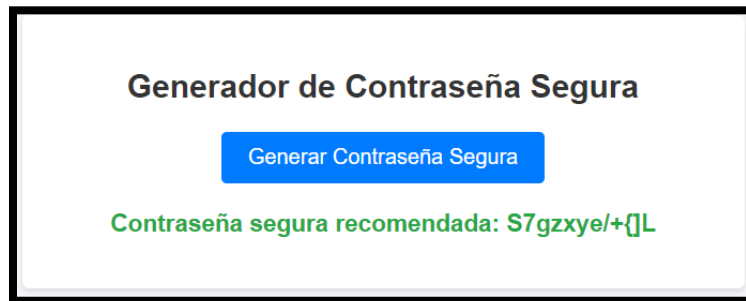 Generador de Contraseña Segura
Generar Contraseña Segura
Contraseña segura recomendada: S7gzxye/+{]L